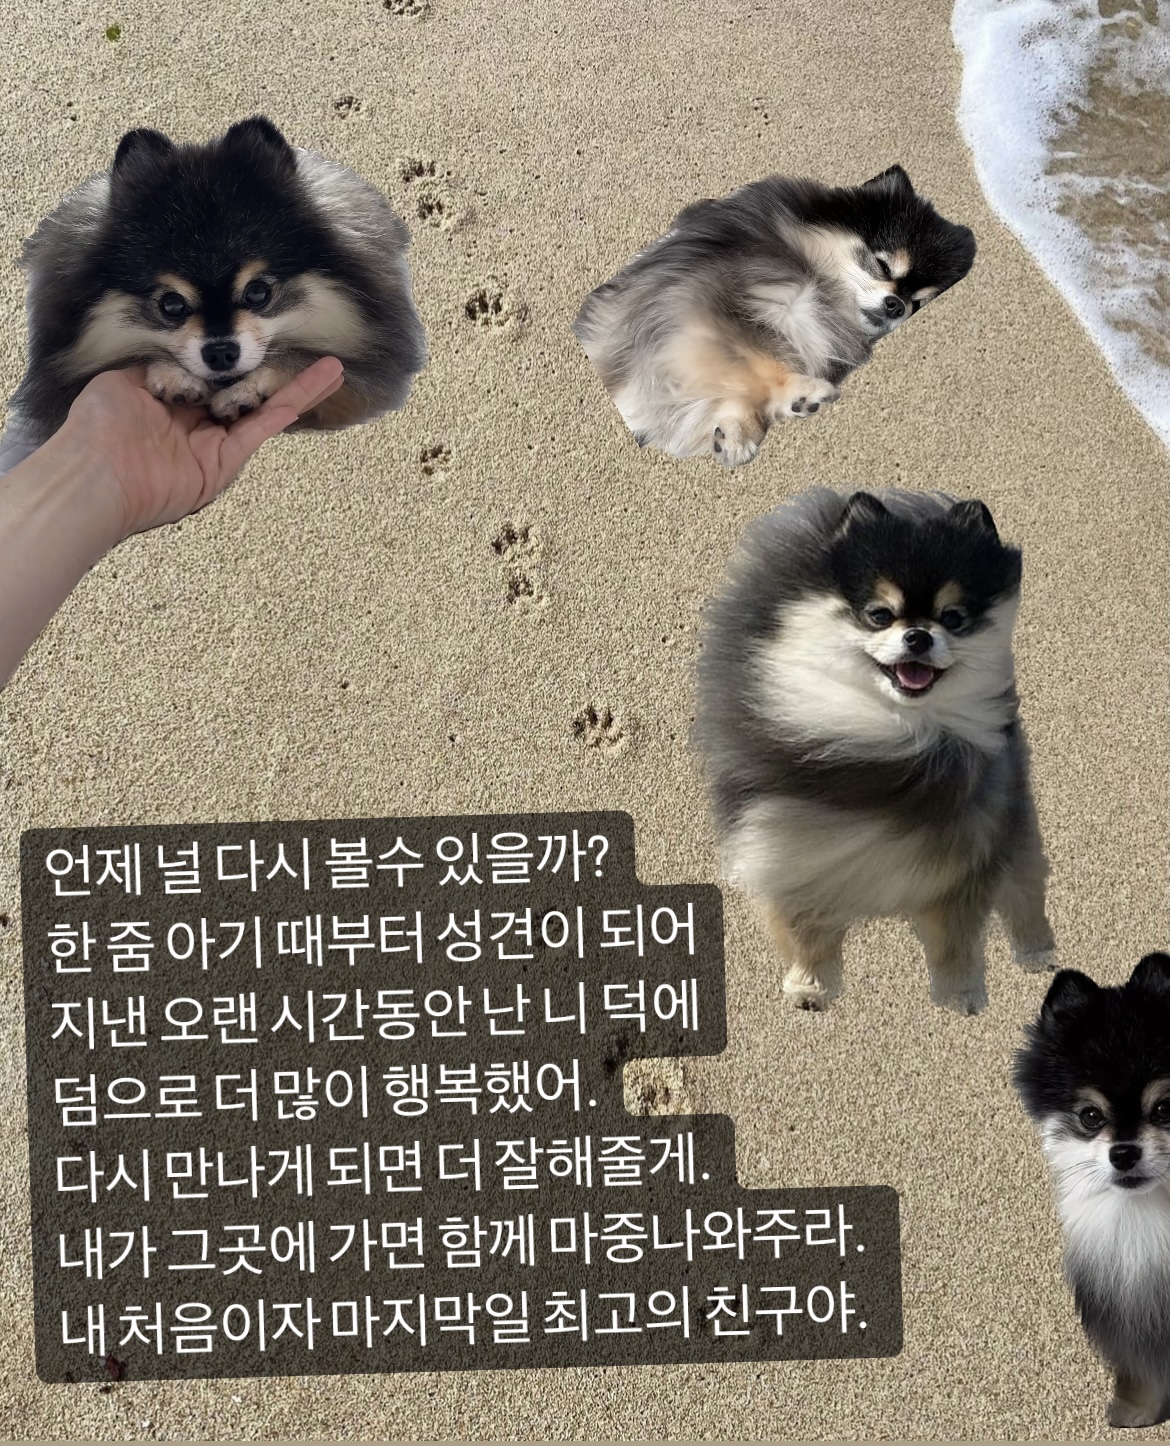 언제 널 다시 볼수 있을까?
한 줌 아기 때부터 성견이 되어
지낸 오랜 시간동안 난 니 덕에
덤으로 더 많이 행복했어.
다시 만나게 되면 더 잘해줄게.
내가 그곳에 가면 함께 마중나와주라.
내 처음이자 마지막일 최고의 친구야.